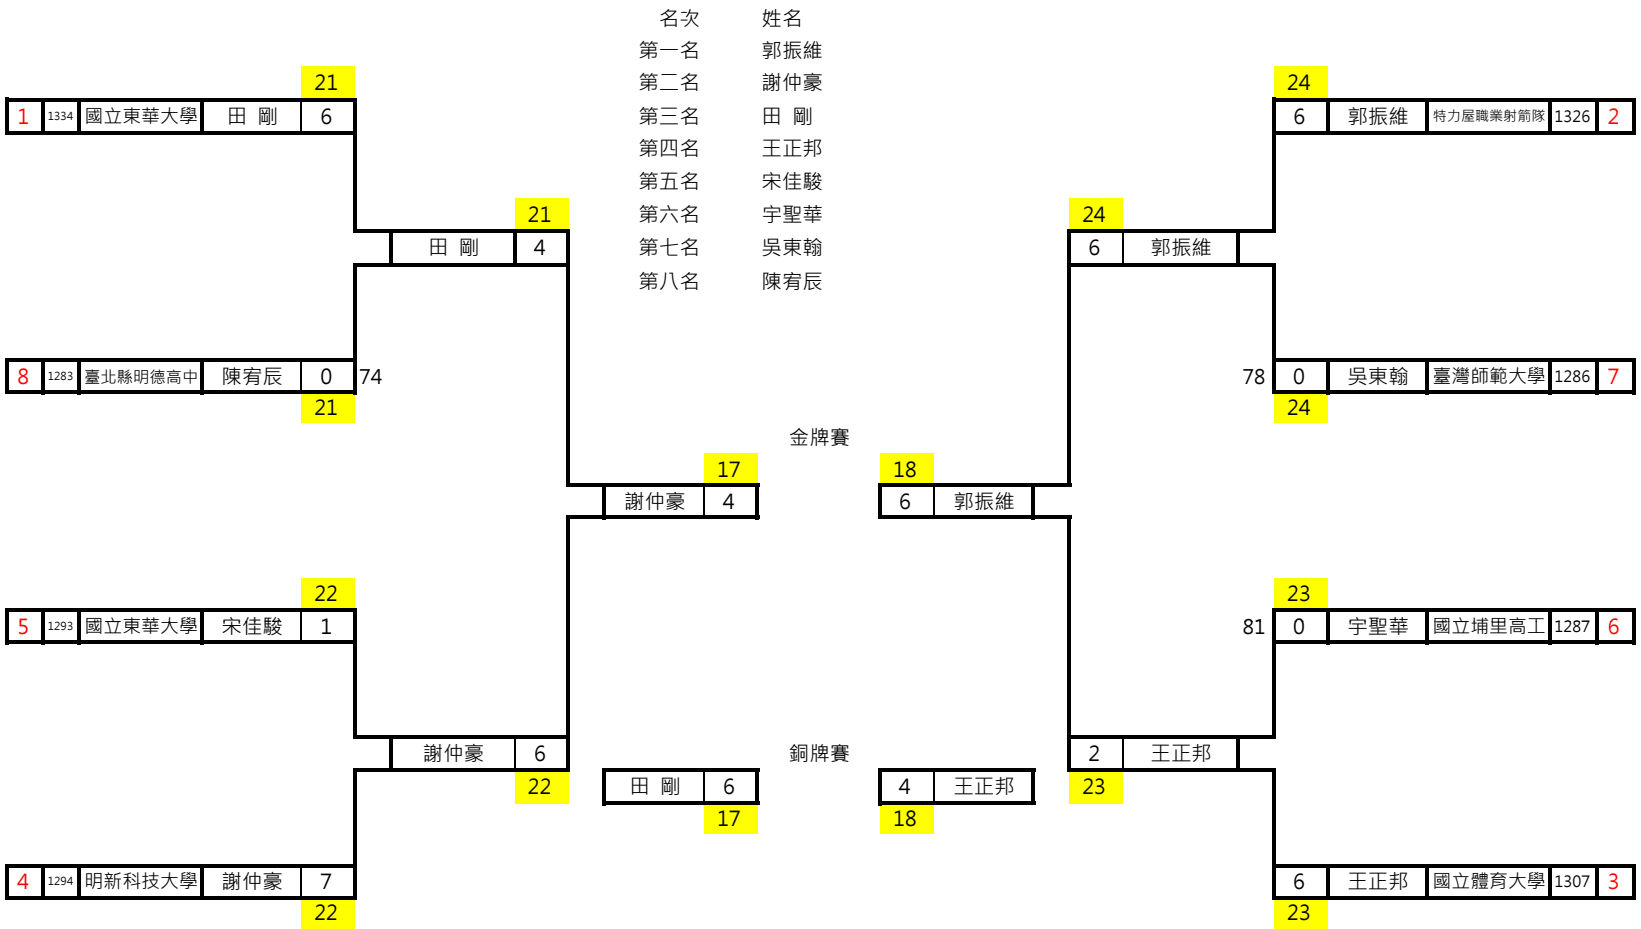 名次 姓名
第一名 郭振維
21 第二名 謝仲豪 24
1 1334 國立東華大學 田 剛 6 第三名 田 剛 6 郭振維 特力屋職業射箭隊 1326 2
第四名 王正邦
第五名 宋佳駿
21 第六名 宇聖華 24
田 剛 4 第七名 吳東翰 6 郭振維
第八名 陳宥辰
8 1283 臺北縣明德高中 陳宥辰 0 74 78 0 吳東翰 臺灣師範大學 1286 7
21 24
金牌賽
17 18
謝仲豪 4 6 郭振維
22 23
5 1293 國立東華大學 宋佳駿 1 81 0 宇聖華 國立埔里高工 1287 6
謝仲豪 6 銅牌賽 2 王正邦
22 田 剛 6 4 王正邦 23
17 18
4 1294 明新科技大學 謝仲豪 7 6 王正邦 國立體育大學 1307 3
22 23